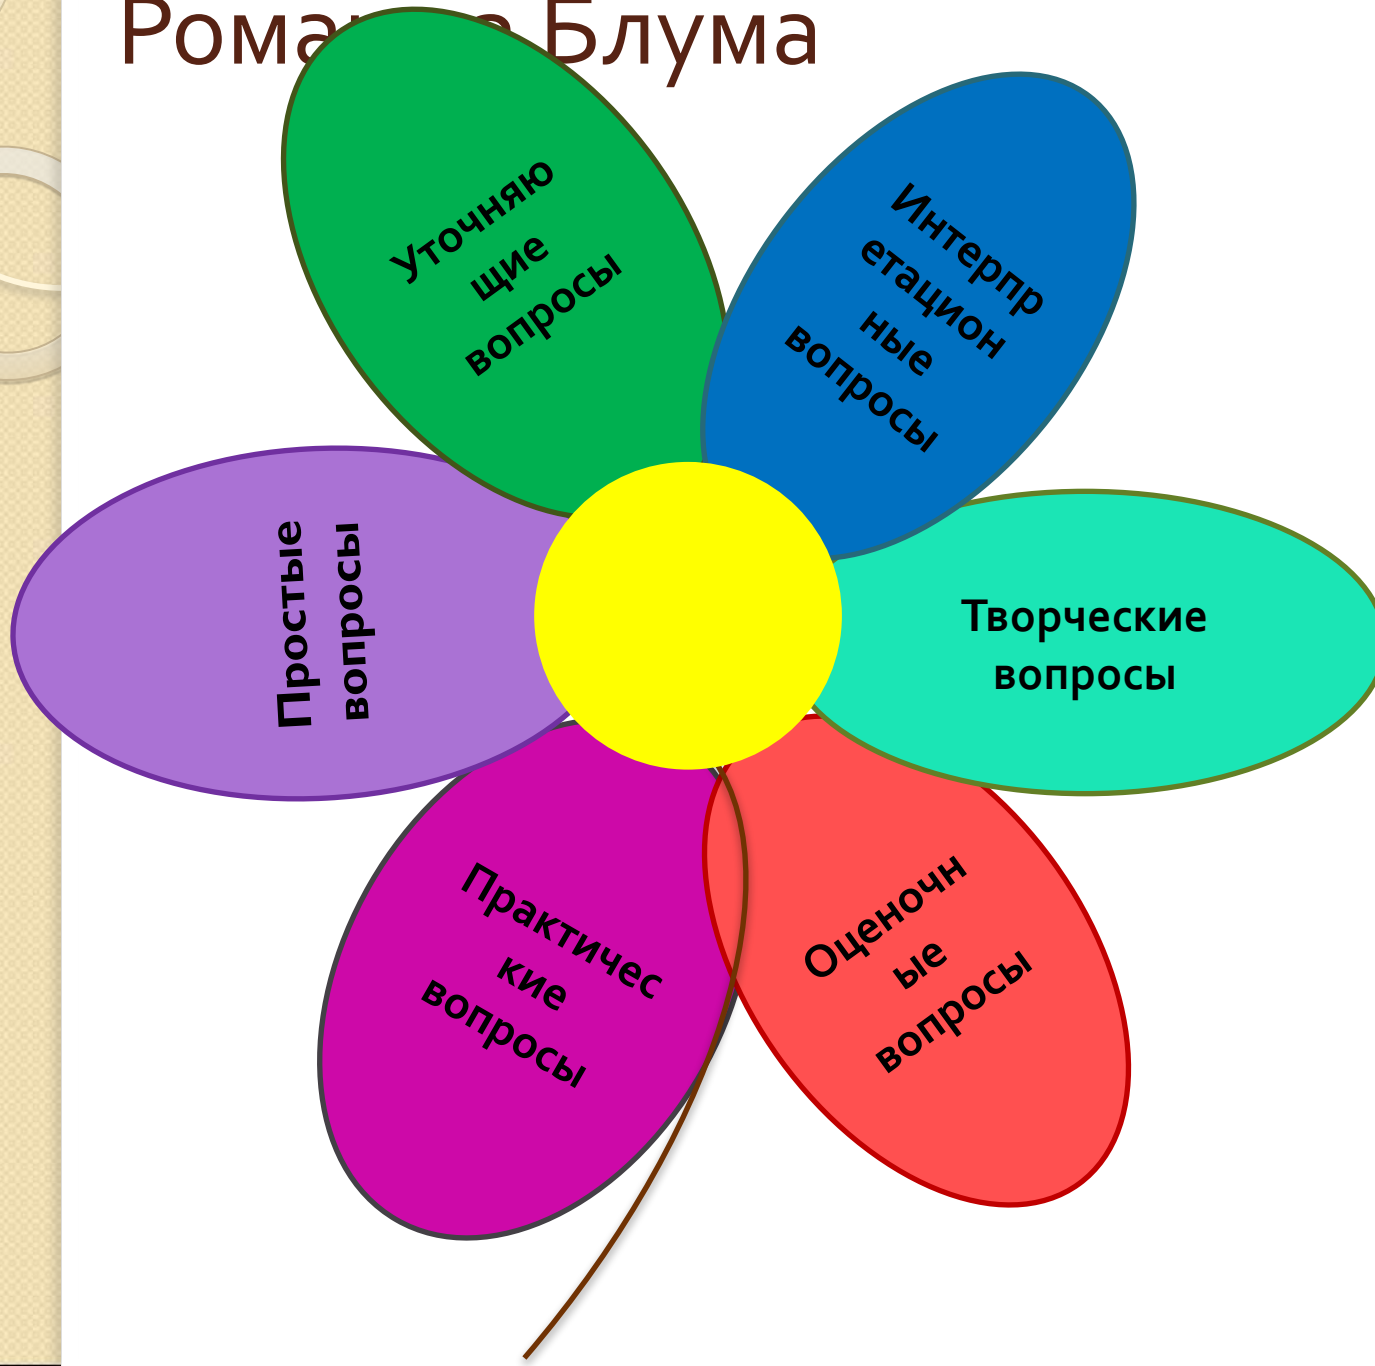 Блума
Уточняю
щие
вопросы
Интерпр
етацион
ные
вопросы
Простые
вопросы
Творческие
вопросы
Практичес
кие
вопросы
Оценочн
ые
вопросы